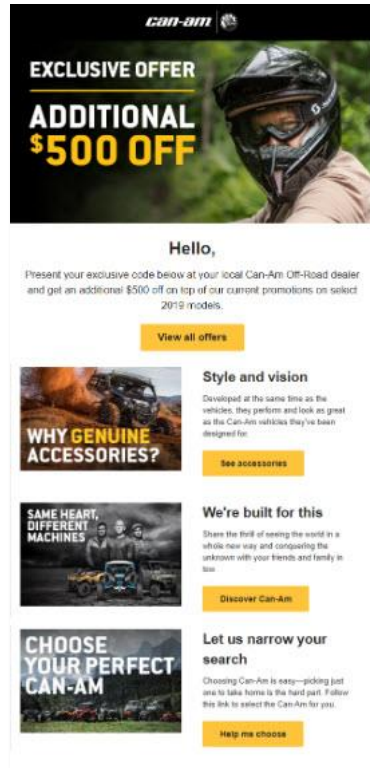 can-am
EXCLUSIVE OFFER
ADDITIONAL
$500 OFF
Hello,
Present your exclusive code below at your local Can-Am Off-Road dealer
and get an additional $500 off on top of our current promotions on select
2019 models.
View all offers
WHY GENUINE
ACCESSORIES?
Style and vision
Developed at the same time as the
vehicles, they perform and look as great
as the Can-Am vehicles they've been
designed for.
See accessories
SAME HEART,
DIFFERENT
MACHINES
We're built for this
Share the thrill of seeing the world in a
whole new way and conquering the
unknown with your friends and family in
tow.
Discover Can-Am
CHOOSE
YOUR PERFECT
CAN-AM
Let us narrow your
search
Choosing Can-Am is easy—picking just
one to take home is the hard part. Follow
this link to select the Can-Am for you.
Help me choose